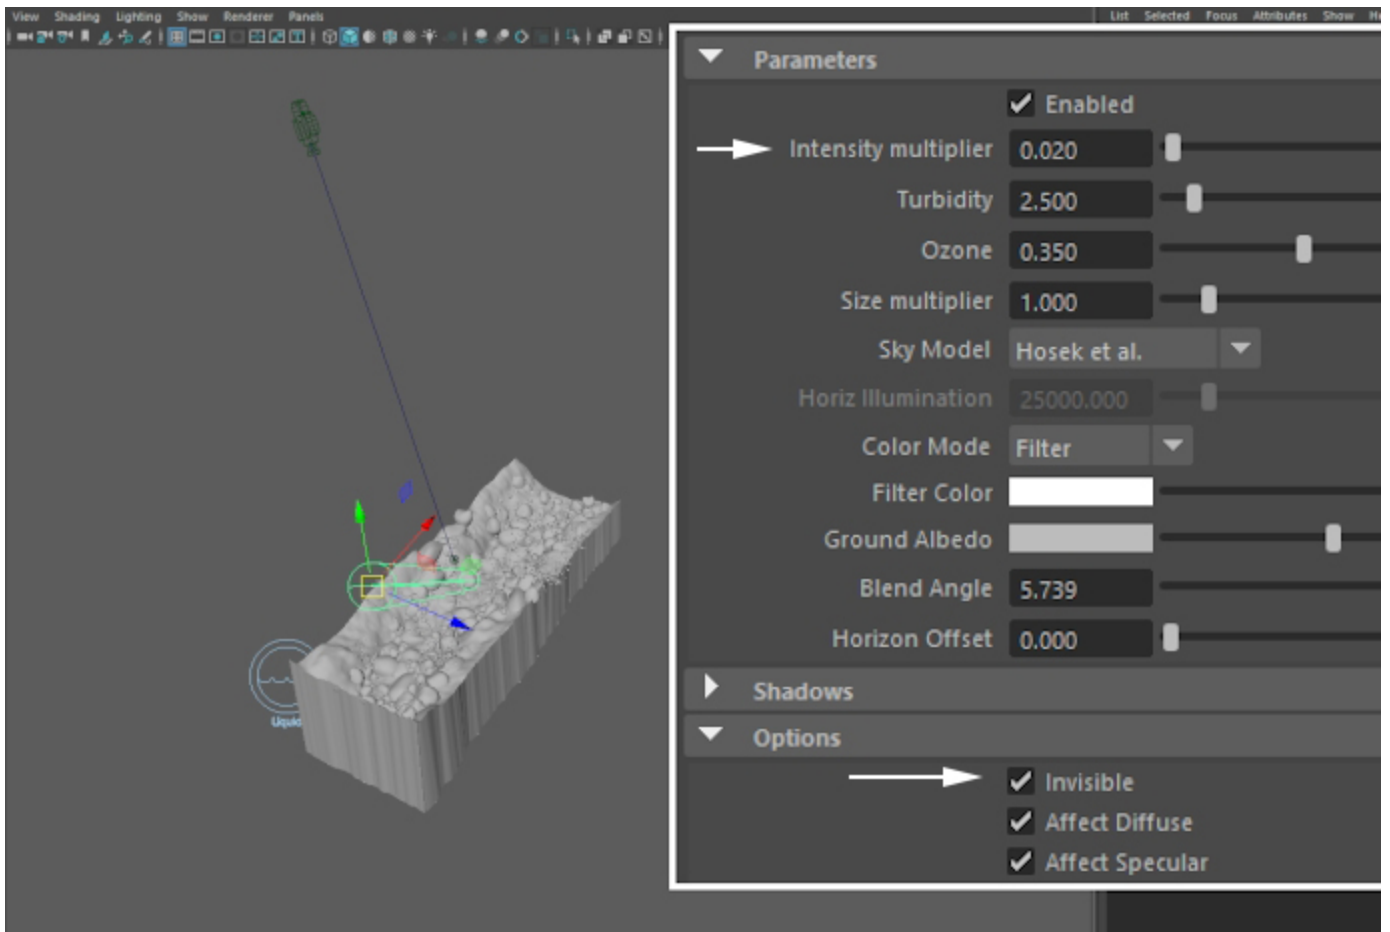 View Shading Lighting Show Renderer Panels
List Selected Focus Attributes Show
Parameters
Enabled
Intensity multiplier 0.020
Turbidity 2.500
Ozone 0.350
Size multiplier 1.000
Sky Model Hosek et al.
Horiz Illumination 25000.000
Color Mode Filter
Filter Color
Ground Albedo
Blend Angle 5.739
Horizon Offset 0.000
Shadows
Options
Invisible
Affect Diffuse
Affect Specular